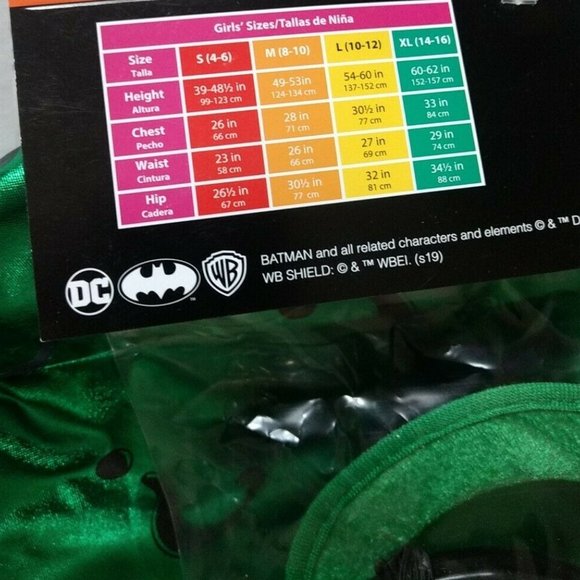 Girls' Sizes/Tallas de Niña
Size S (4-6) M (8-10) L (10-12) XL (14-16)
Talla
Height 39-48½ in 49-53in 54-60 in 60-62 in
Altura 99-123 cm 124-134 cm 137-152 cm 152-157 cm
Chest 26 in 28 in 30½ in 33 in
Pecho 66 cm 71 cm 77 cm 84 cm
Waist 23 in 26 in 27 in 29 in
Cintura 58 cm 66 cm 69 cm 74 cm
Hip 26½ in 30½ in 32 in 34½ in
Cadera 67 cm 77 cm 81 cm 88 cm
DC
WB
BATMAN and all related characters and elements © & ™ D
WB SHIELD: © & ™ WBEI. (s19)